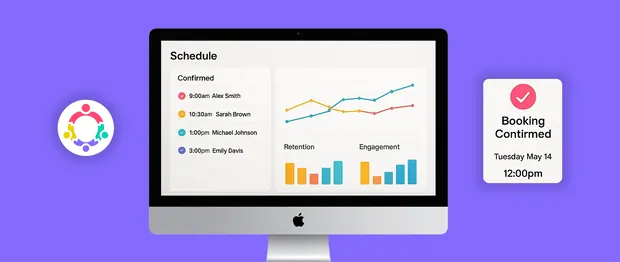 Schedule
Confirmed
9:00am Alex Smith
10:30am Sarah Brown
1:00pm Michael Johnson
3:00pm Emily Davis
Retention
Engagement
Booking
Contirmed
Tuesday May 14
12:00pm